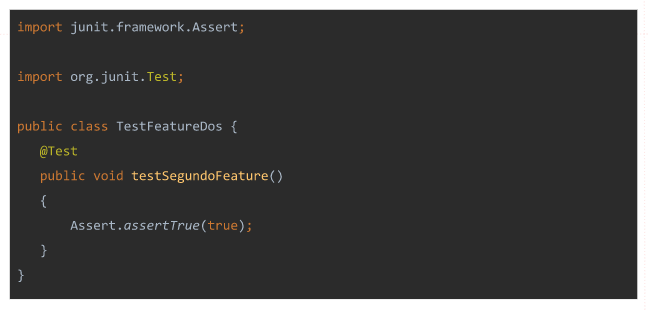 import junit.framework.Assert;
import org.junit.Test;
public class TestFeatureDos {
@Test
public void testSegundoFeature()
{
Assert.assertTrue(true);
}
}